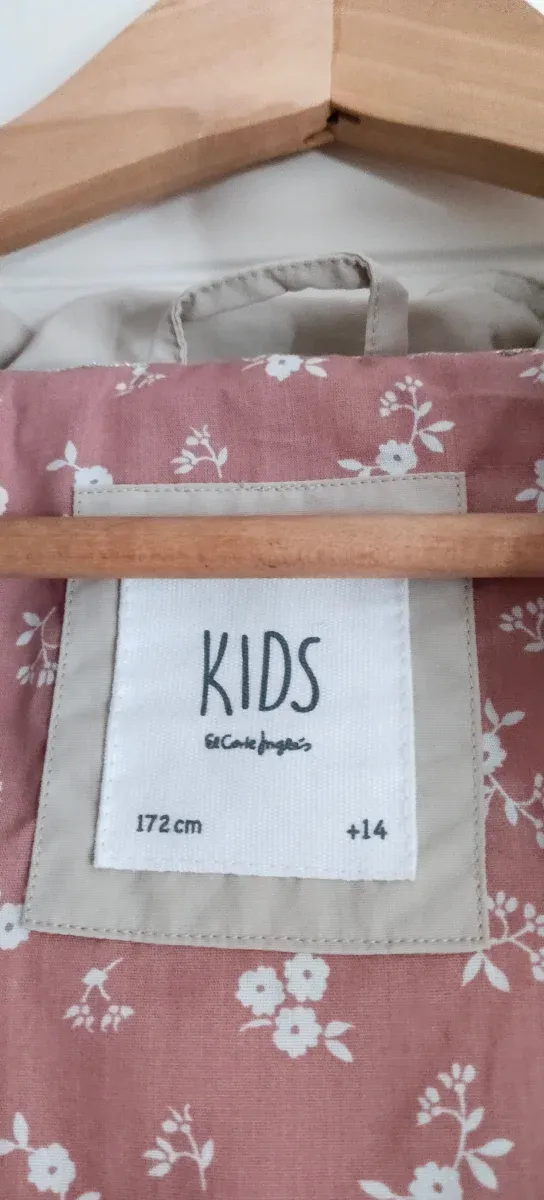 KIDS
El Corte Inglés
172 cm +14